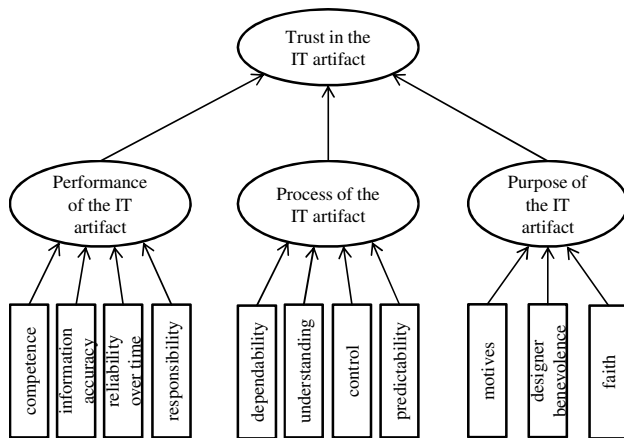 Trust in the
IT artifact
Performance
of the IT
artifact
Process of the
IT artifact
Purpose of
the IT
artifact
competence
information
accuracy
reliability
over time
responsibility
dependability
understanding
control
predictability
motives
designer
benevolence
faith